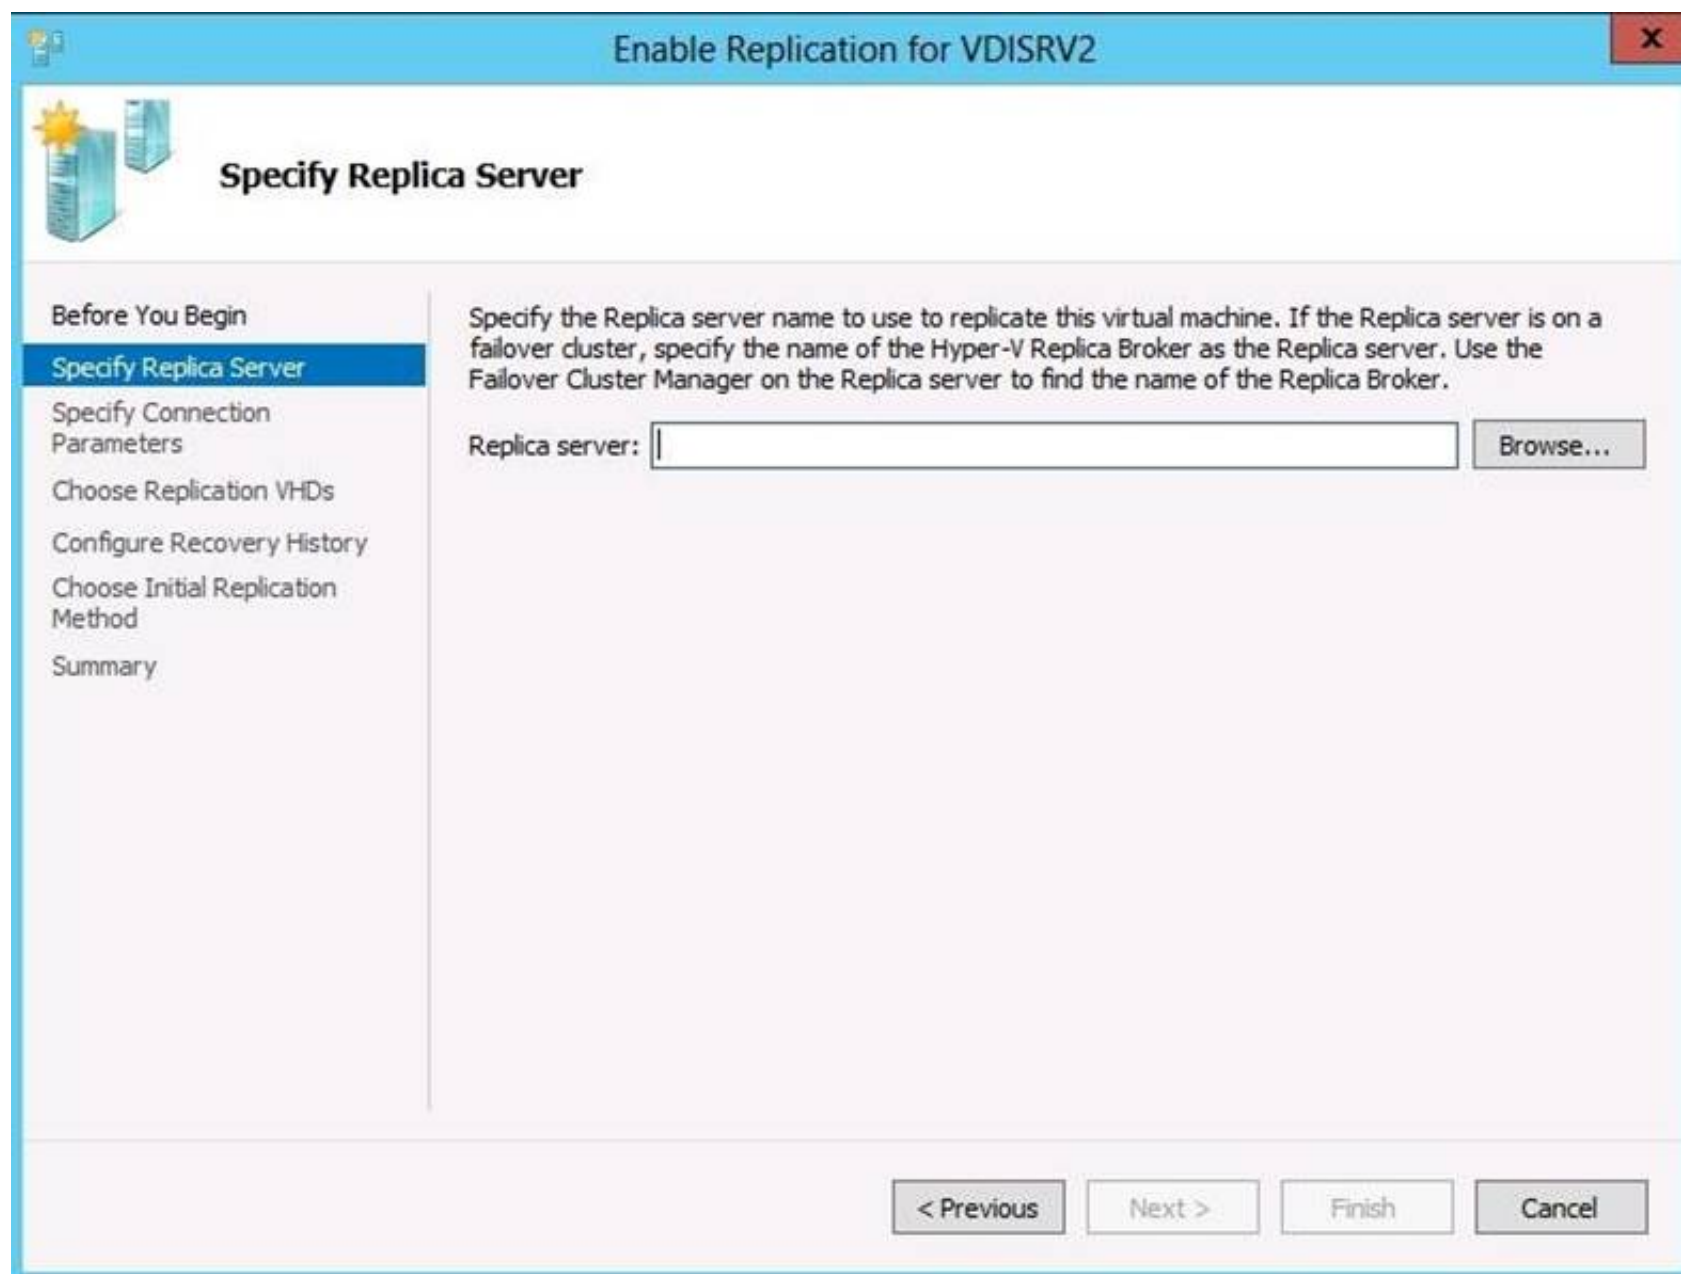 Enable Replication for VDISRV2
x
Specify Replica Server
Before You Begin
Specify Replica Server
Specify Connection
Parameters
Choose Replication VHDs
Configure Recovery History
Choose Initial Replication
Method
Summary
Specify the Replica server name to use to replicate this virtual machine. If the Replica server is on a
failover cluster, specify the name of the Hyper-V Replica Broker as the Replica server. Use the
Failover Cluster Manager on the Replica server to find the name of the Replica Broker.
Replica server:
Browse...
< Previous
Next >
Finish
Cancel